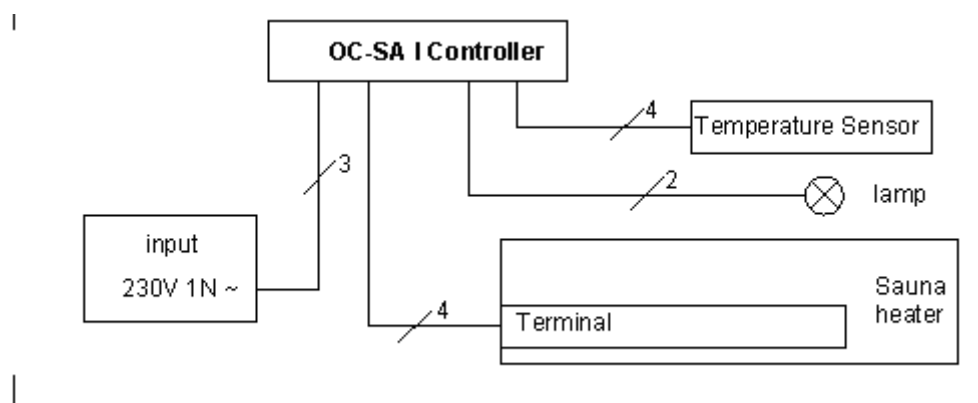 OC-SA I Controller
4
Temperature Sensor
3
2
lamp
input
230V 1N ~
Sauna
heater
4
Terminal